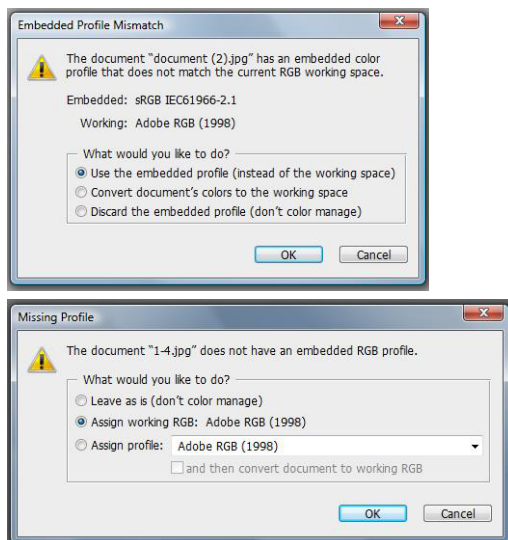 Embedded Profile Mismatch
The document “document (2).jpg” has an embedded color
profile that does not match the current RGB working space.
Embedded: sRGB IEC61966-2.1
Working: Adobe RGB (1998)
What would you like to do?
Use the embedded profile (instead of the working space)
Convert document's colors to the working space
Discard the embedded profile (don't color manage)
OK Cancel
Missing Profile
The document “1-4.jpg” does not have an embedded RGB profile.
What would you like to do?
Leave as is (don't color manage)
Assign working RGB: Adobe RGB (1998)
Assign profile: Adobe RGB (1998)
and then convert document to working RGB
OK Cancel